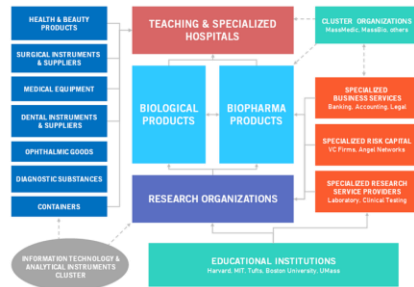 HEALTH & BEAUTY
PRODUCTS
SURGICAL INSTRUMENTS
& SUPPLIERS
MEDICAL EQUIPMENT
DENTAL INSTRUMENTS
& SUPPLIERS
OPHTHALMIC GOODS
DIAGNOSTIC SUBSTANCES
CONTAINERS
INFORMATION TECHNOLOGY &
ANALYTICAL INSTRUMENTS
CLUSTER
TEACHING & SPECIALIZED
HOSPITALS
BIOLOGICAL
PRODUCTS
BIOPHARMA
PRODUCTS
RESEARCH ORGANIZATIONS
EDUCATIONAL INSTITUTIONS
Harvard, MIT, Tufts, Boston University, UMass
CLUSTER ORGANIZATIONS
MassMedic, MassBio, others
SPECIALIZED
BUSINESS SERVICES
Banking, Accounting, Legal
SPECIALIZED RISK CAPITAL
VC Firms, Angel Networks
SPECIALIZED RESEARCH
SERVICE PROVIDERS
Laboratory, Clinical Testing